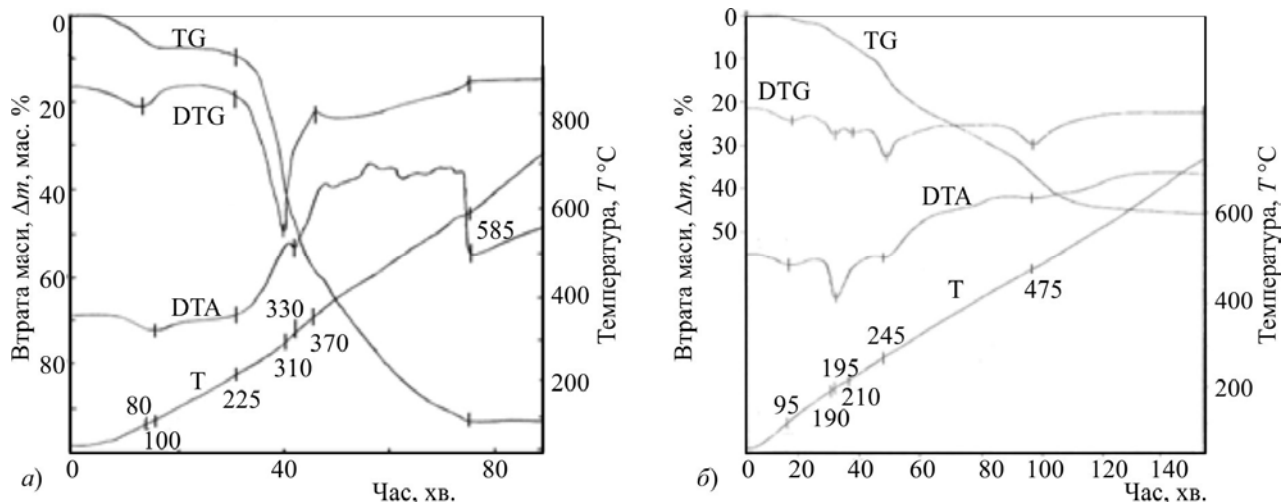 0
20
40
60
80
Втрата маси, Δm, мас. %
TG
DTG
DTA
T
80
100
225
310
330
370
585
800
600
400
200
Температура, T °C
0
40
80
Час, хв.
а)
0
10
20
30
40
50
Втрата маси, Δm, мас. %
TG
DTG
DTA
T
95
190
195
210
245
475
600
400
200
Температура, T °C
0
20
40
60
80
100
120
140
Час, хв.
б)